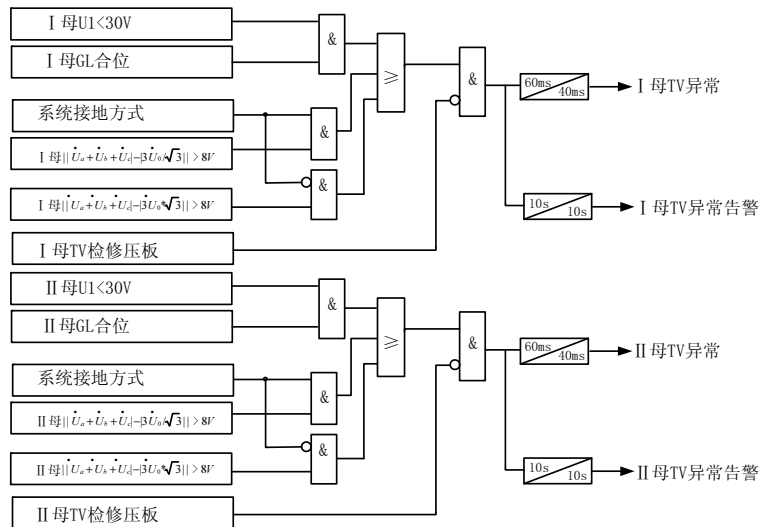 Ⅰ母U1<30V
&
Ⅰ母GL合位
≥
&
60ms
40ms
Ⅰ母TV异常
系统接地方式
&
Ⅰ母||U̇a+U̇b+U̇c|-|3U̇0/√3||>8V
&
Ⅰ母||U̇a+U̇b+U̇c|-|3U̇0*√3||>8V
10s
10s
Ⅰ母TV异常告警
Ⅰ母TV检修压板
Ⅱ母U1<30V
&
Ⅱ母GL合位
≥
&
60ms
40ms
Ⅱ母TV异常
系统接地方式
&
Ⅱ母||U̇a+U̇b+U̇c|-|3U̇0/√3||>8V
&
Ⅱ母||U̇a+U̇b+U̇c|-|3U̇0*√3||>8V
10s
10s
Ⅱ母TV异常告警
Ⅱ母TV检修压板